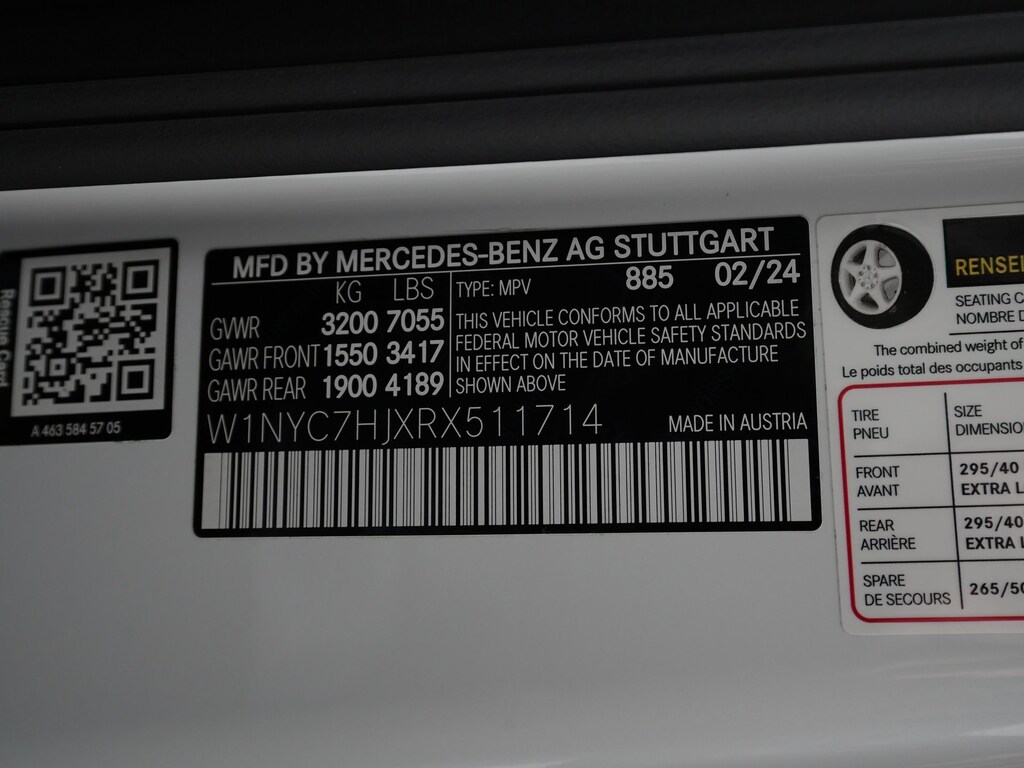 Rescue Card
A 463 584 57 05
MFD BY MERCEDES-BENZ AG STUTTGART
KG LBS
GVWR 3200 7055
GAWR FRONT 1550 3417
GAWR REAR 1900 4189
TYPE: MPV 885 02/24
THIS VEHICLE CONFORMS TO ALL APPLICABLE
FEDERAL MOTOR VEHICLE SAFETY STANDARDS
IN EFFECT ON THE DATE OF MANUFACTURE
SHOWN ABOVE
W1NYC7HJXRX511714 MADE IN AUSTRIA
RENSEI
SEATING C
NOMBRE D
The combined weight of
Le poids total des occupants
TIRE SIZE
PNEU DIMENSIO
FRONT 295/40
AVANT EXTRA L
REAR 295/40
ARRIÈRE EXTRA L
SPARE 265/50
DE SECOURS